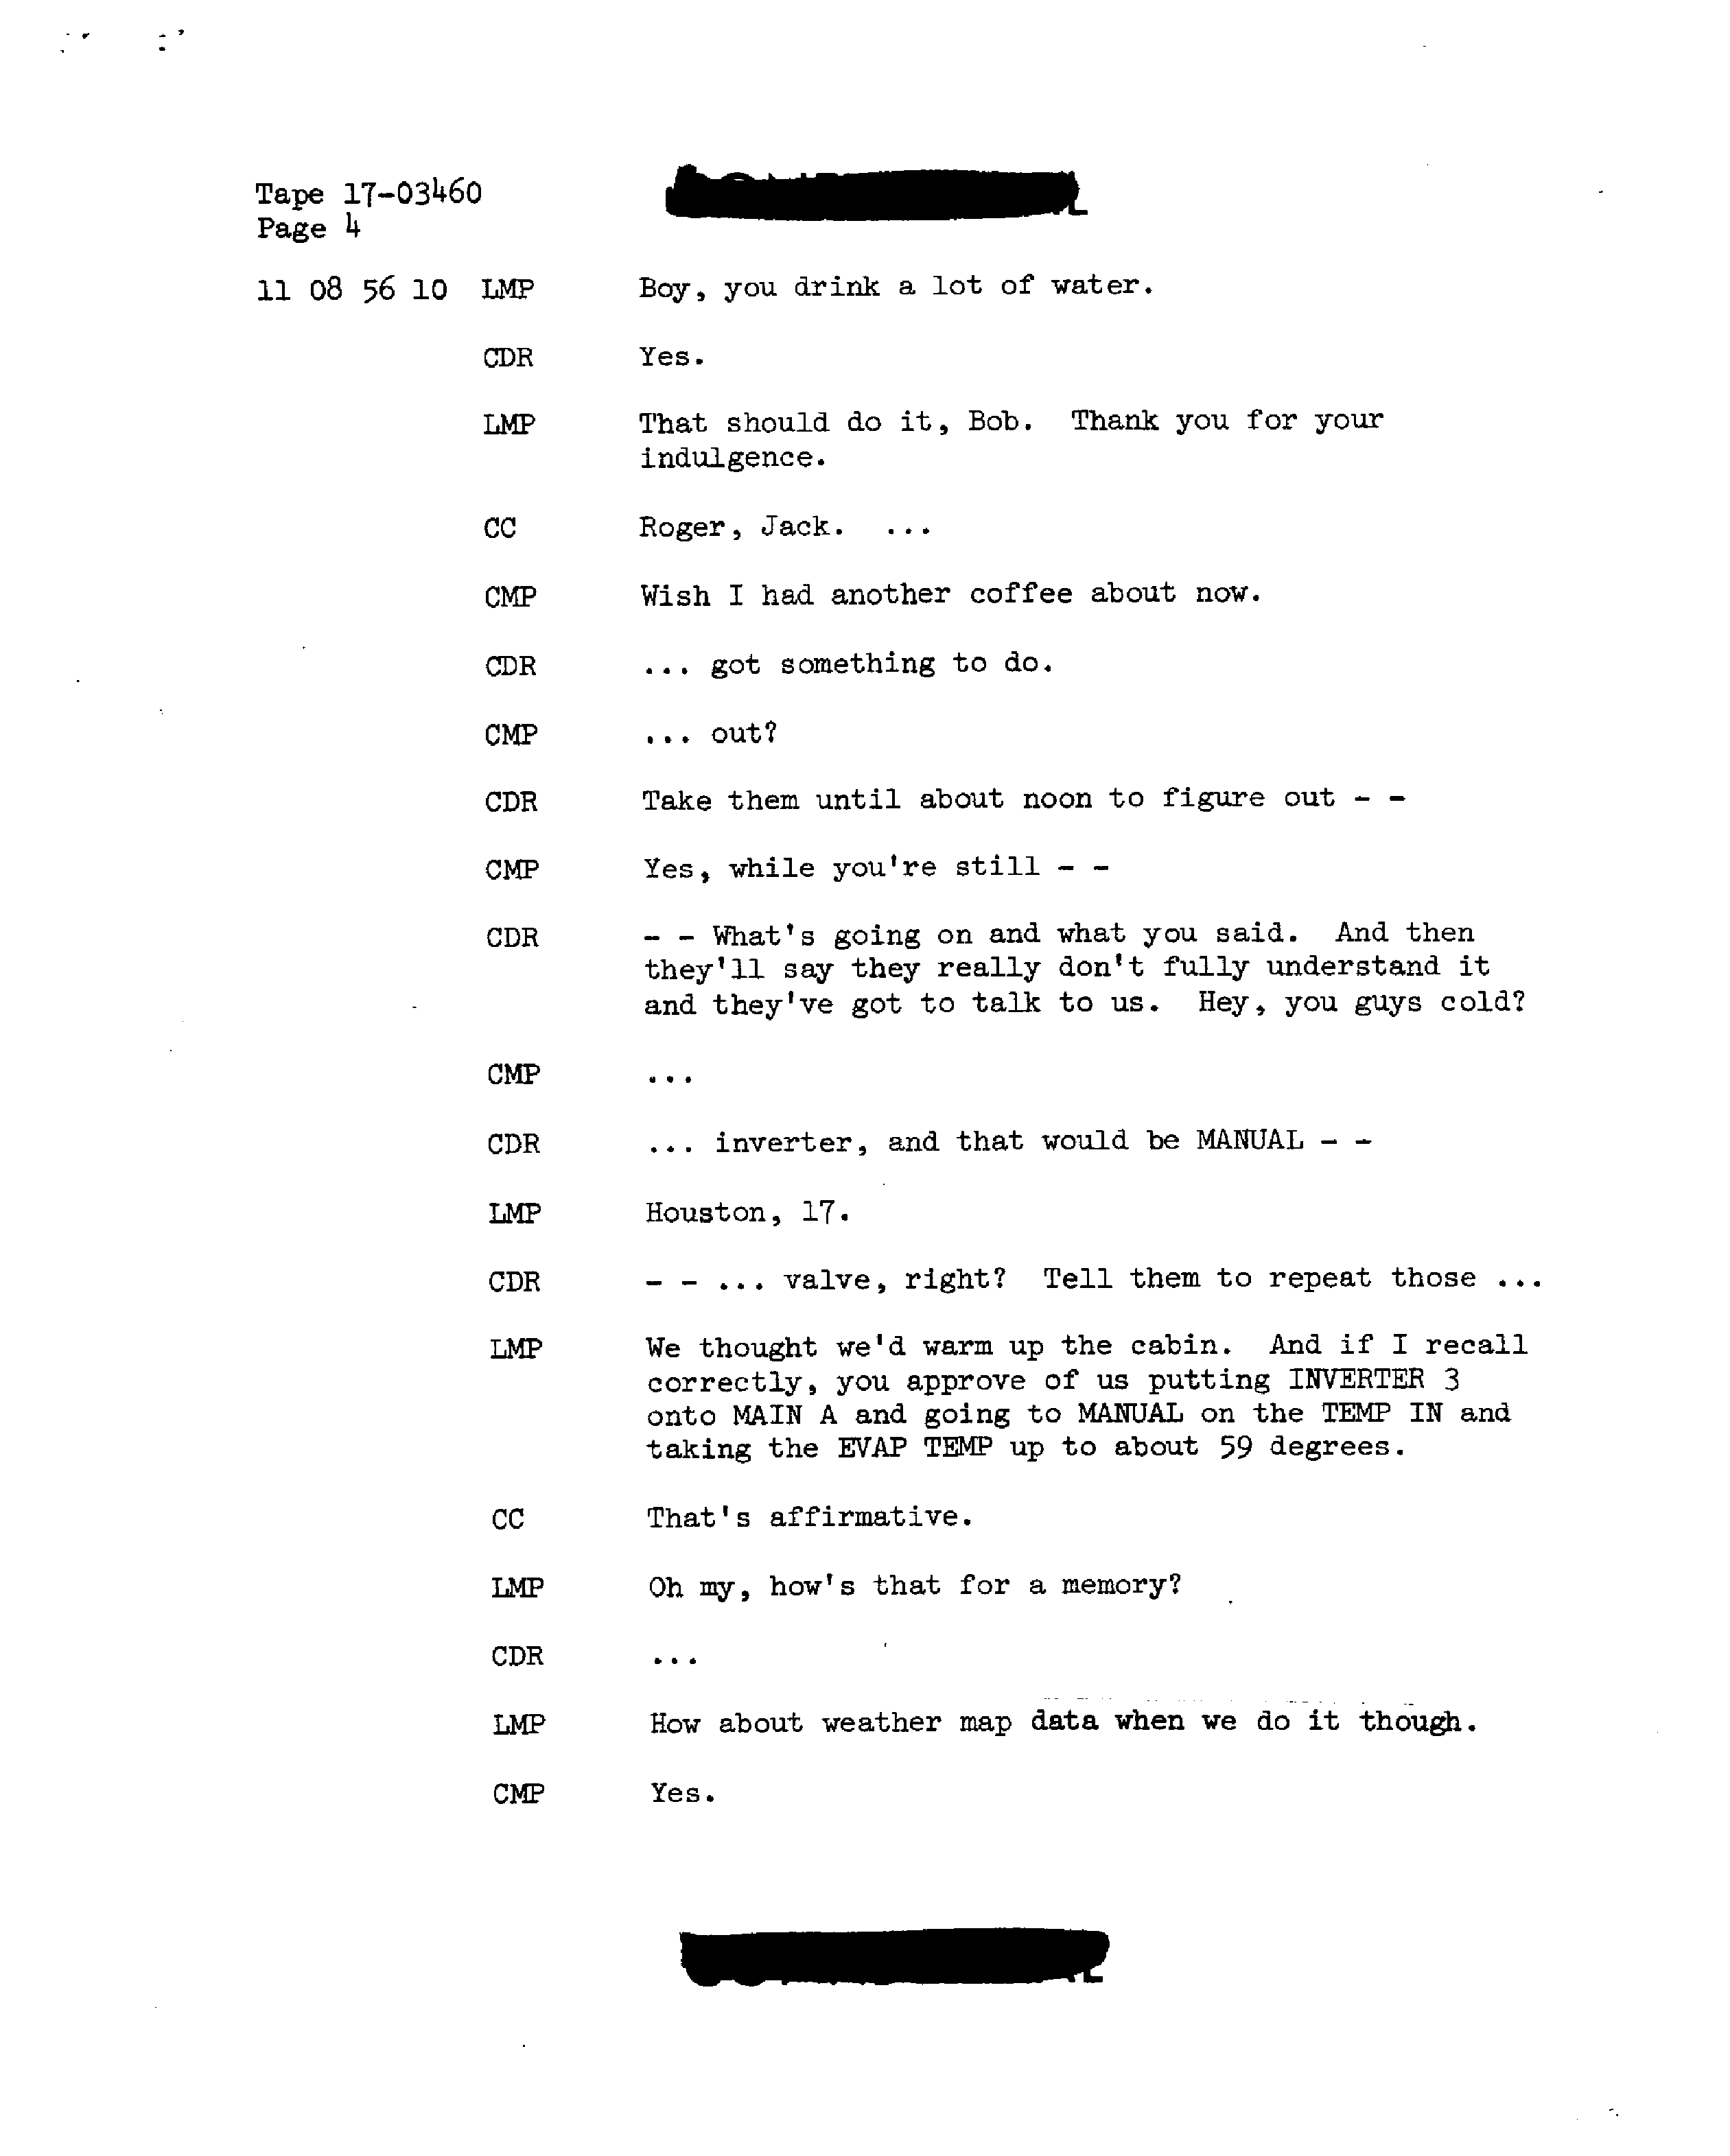 Tape 17-03460
Page 4
11 08 56 10 LMP Boy, you drink a lot of water.
CDR Yes.
LMP That should do it, Bob. Thank you for your
indulgence.
CC Roger, Jack. ...
CMP Wish I had another coffee about now.
CDR ... got something to do.
CMP ... out?
CDR Take them until about noon to figure out - -
CMP Yes, while you're still - -
CDR - - What's going on and what you said. And then
they'll say they really don't fully understand it
and they've got to talk to us. Hey, you guys cold?
CMP ...
CDR ... inverter, and that would be MANUAL - -
LMP Houston, 17.
CDR - - ... valve, right? Tell them to repeat those ...
LMP We thought we'd warm up the cabin. And if I recall
correctly, you approve of us putting INVERTER 3
onto MAIN A and going to MANUAL on the TEMP IN and
taking the EVAP TEMP up to about 59 degrees.
CC That's affirmative.
LMP Oh my, how's that for a memory?
CDR ...
LMP How about weather map data when we do it though.
CMP Yes.